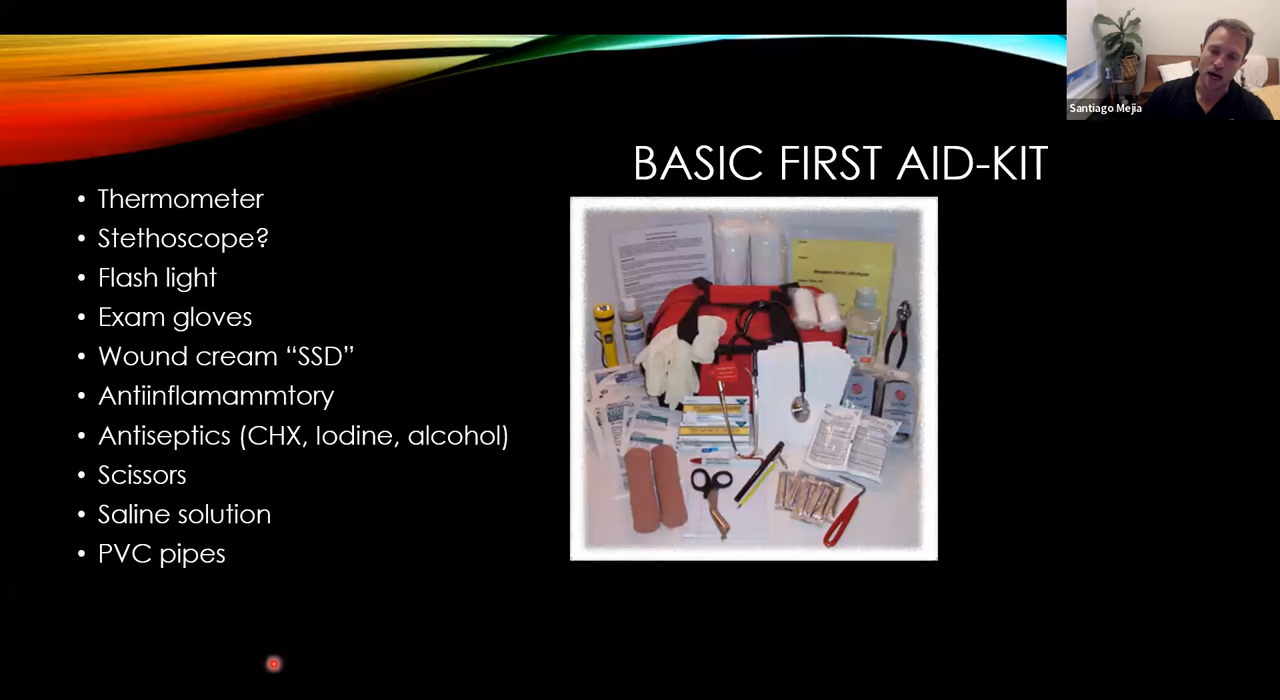 Santiago Mejia
BASIC FIRST AID-KIT
• Thermometer
• Stethoscope?
• Flash light
• Exam gloves
• Wound cream “SSD”
• Antiinflamammtory
• Antiseptics (CHX, Iodine, alcohol)
• Scissors
• Saline solution
• PVC pipes